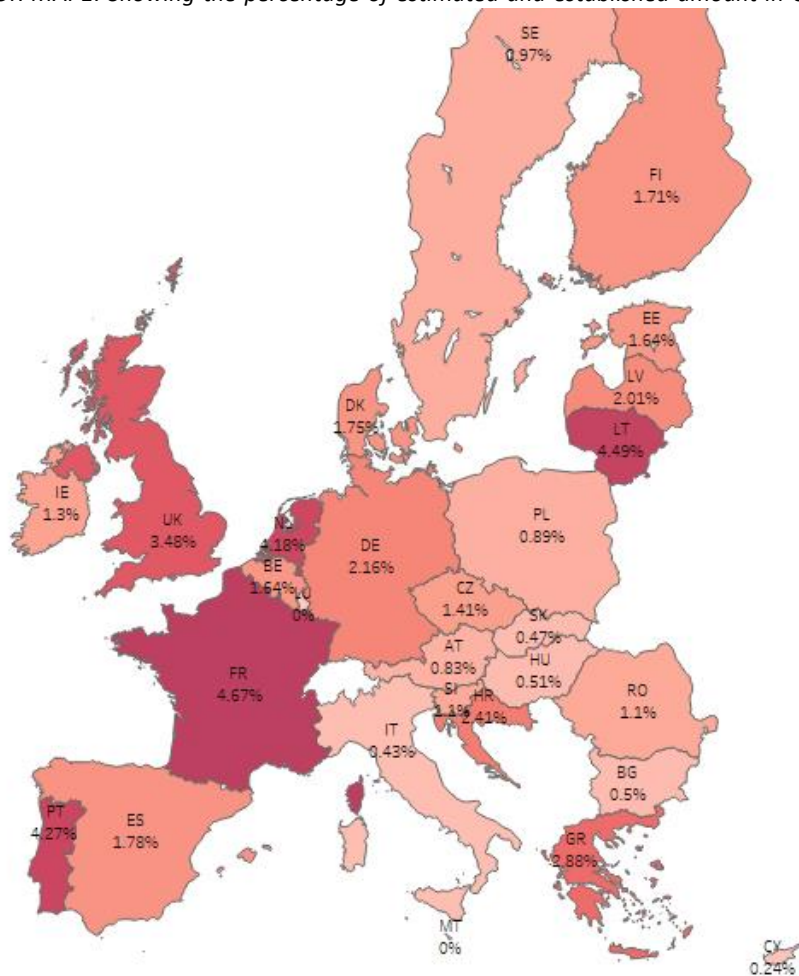 SE
0.97%
FI
1.71%
EE
1.64%
LV
2.01%
LT
4.49%
DK
1.75%
IE
1.3%
UK
3.48%
NL
4.18%
BE
1.64%
LU
0%
DE
2.16%
PL
0.89%
CZ
1.41%
SK
0.47%
AT
0.83%
HU
0.51%
SI
1.1%
HR
2.41%
RO
1.1%
FR
4.67%
IT
0.43%
BG
0.5%
PT
4.27%
ES
1.78%
GR
2.88%
MT
0%
CY
0.24%